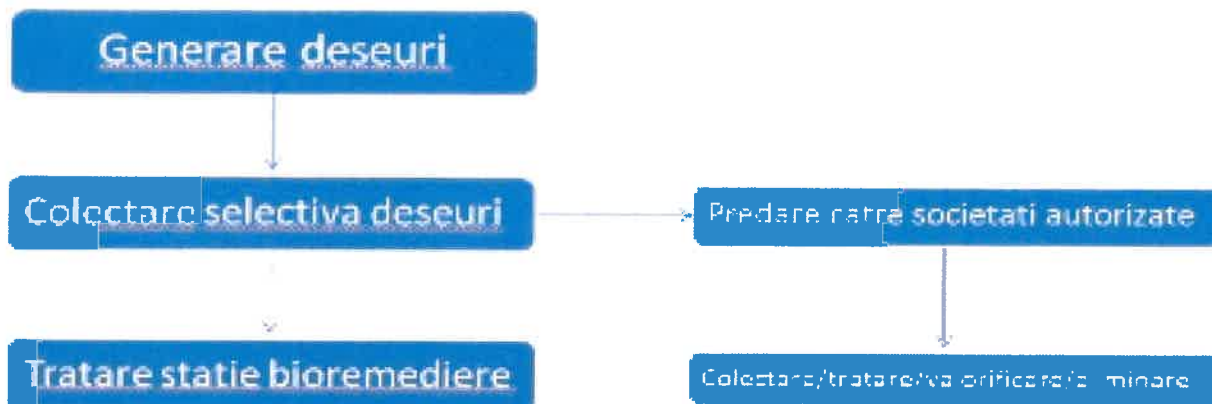 Generare deseuri
Colectare selectiva deseuri
Predare catre societati autorizate
Tratare statie bioremediere
Colectare/tratare/valorificare/eliminare